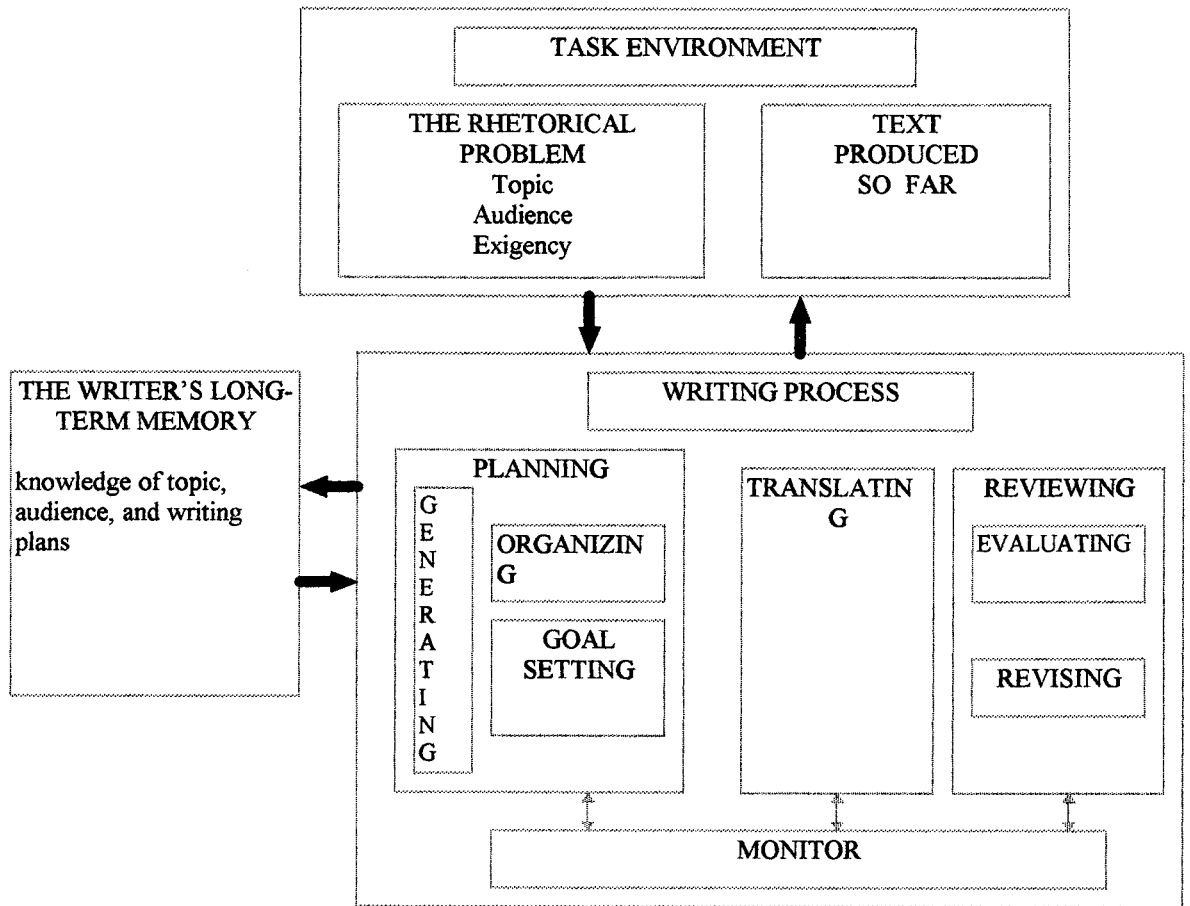 TASK ENVIRONMENT
THE RHETORICAL
PROBLEM
Topic
Audience
Exigency
TEXT
PRODUCED
SO FAR
THE WRITER'S LONG-
TERM MEMORY
knowledge of topic,
audience, and writing
plans
WRITING PROCESS
PLANNING
G
E
N
E
R
A
T
I
N
G
ORGANIZIN
G
GOAL
SETTING
TRANSLATIN
G
REVIEWING
EVALUATING
REVISING
MONITOR